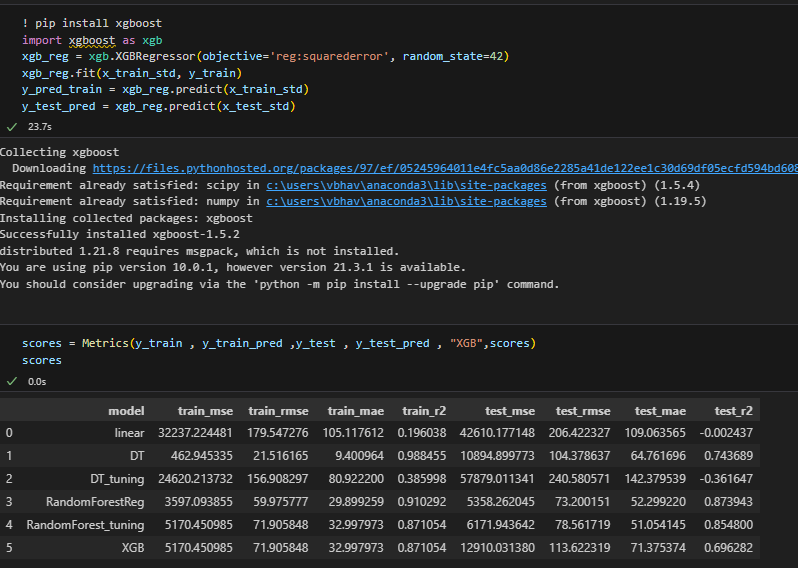 ! pip install xgboost
import xgboost as xgb
xgb_reg = xgb.XGBRegressor(objective='reg:squarederror', random_state=42)
xgb_reg.fit(x_train_std, y_train)
y_pred_train = xgb_reg.predict(x_train_std)
y_test_pred = xgb_reg.predict(x_test_std)
23.7s
Collecting xgboost
Downloading https://files.pythonhosted.org/packages/97/ef/05245964011e4fc5aa0d86e2285a41de122ee1c30d69df05ecfd594bd608
Requirement already satisfied: scipy in c:\users\vbhav\anaconda3\lib\site-packages (from xgboost) (1.5.4)
Requirement already satisfied: numpy in c:\users\vbhav\anaconda3\lib\site-packages (from xgboost) (1.19.5)
Installing collected packages: xgboost
Successfully installed xgboost-1.5.2
distributed 1.21.8 requires msgpack, which is not installed.
You are using pip version 10.0.1, however version 21.3.1 is available.
You should consider upgrading via the 'python -m pip install --upgrade pip' command.
scores = Metrics(y_train , y_train_pred ,y_test , y_test_pred , "XGB",scores)
scores
0.0s
model train_mse train_rmse train_mae train_r2 test_mse test_rmse test_mae test_r2
0 linear 32237.224481 179.547276 105.117612 0.196038 42610.177148 206.422327 109.063565 -0.002437
1 DT 462.945335 21.516165 9.400964 0.988455 10894.899773 104.378637 64.761696 0.743689
2 DT_tuning 24620.213732 156.908297 80.922200 0.385998 57879.011341 240.580571 142.379539 -0.361647
3 RandomForestReg 3597.093855 59.975777 29.899259 0.910292 5358.262045 73.200151 52.299220 0.873943
4 RandomForest_tuning 5170.450985 71.905848 32.997973 0.871054 6171.943642 78.561719 51.054145 0.854800
5 XGB 5170.450985 71.905848 32.997973 0.871054 12910.031380 113.622319 71.375374 0.696282